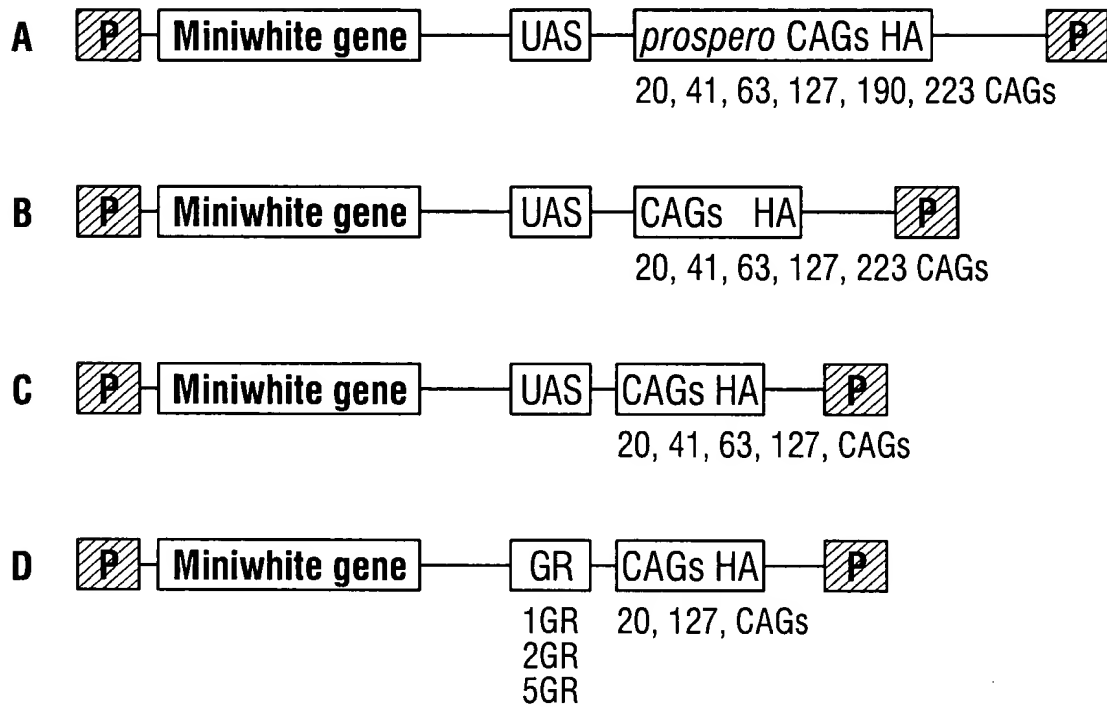 A P Miniwhite gene UAS prospero CAGs HA P
20, 41, 63, 127, 190, 223 CAGs
B P Miniwhite gene UAS CAGs HA P
20, 41, 63, 127, 223 CAGs
C P Miniwhite gene UAS CAGs HA P
20, 41, 63, 127, CAGs
D P Miniwhite gene GR CAGs HA P
1GR 20, 127, CAGs
2GR
5GR